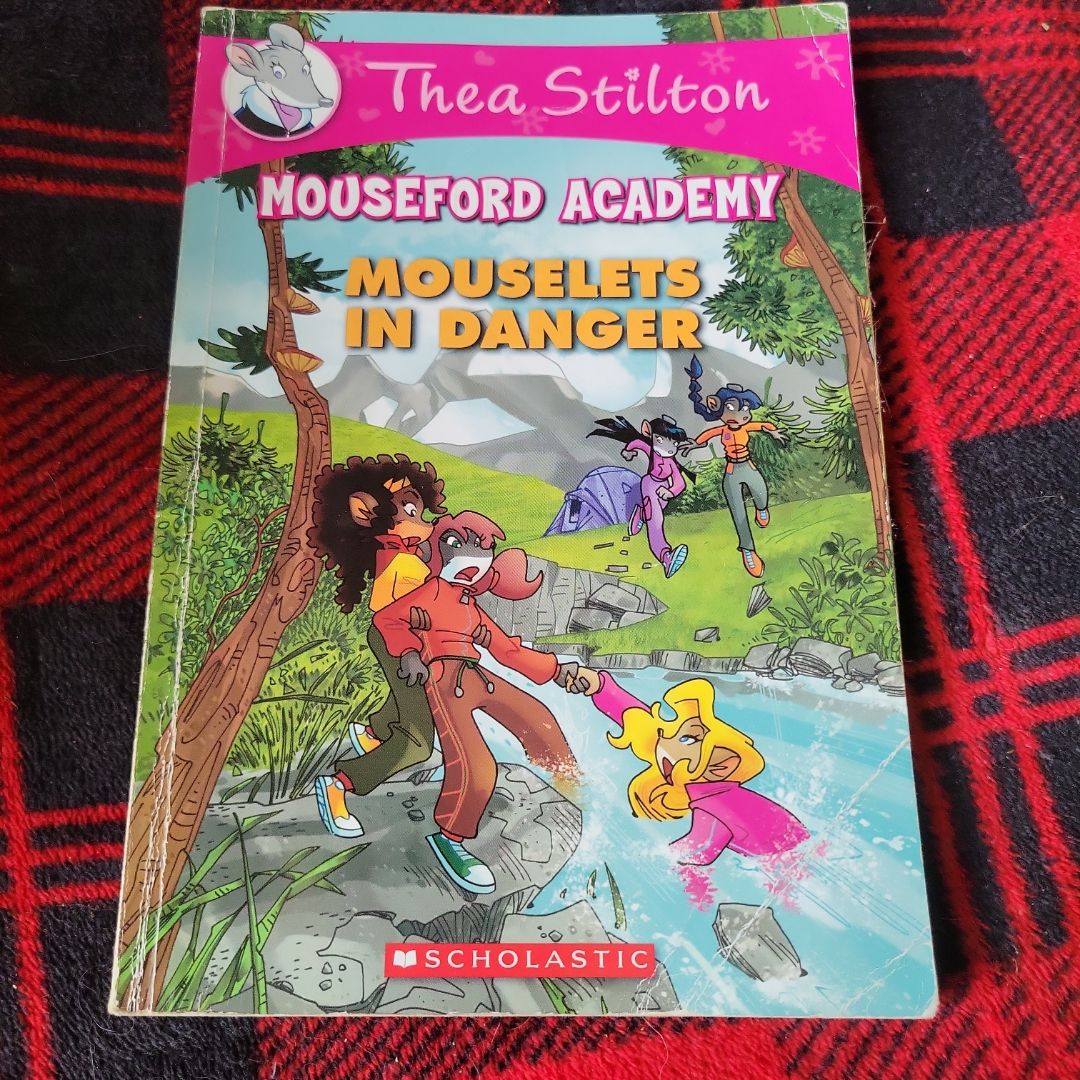 Thea Stilton
MOUSEFORD ACADEMY
MOUSELETS
IN DANGER
SCHOLASTIC